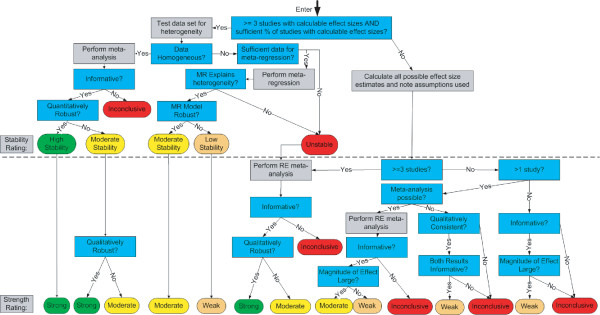 Enter
>= 3 studies with calculable effect sizes AND
sufficient % of studies with calculable effect sizes?
Yes
No
Test data set for
heterogeneity
Data
Homogeneous?
Yes
No
Perform meta-
analysis
Sufficient data for
meta-regression?
Yes
No
Informative?
Yes
No
MR Explains
heterogeneity?
Yes
No
Perform meta-
regression
Calculate all possible effect size
estimates and note assumptions used
Quantitatively
Robust?
Yes
No
Inconclusive
MR Model
Robust?
Yes
No
Stability
Rating:
High
Stability
Moderate
Stability
Moderate
Stability
Low
Stability
Unstable
Perform RE meta-
analysis
Yes
>=3 studies?
No
>1 study?
Yes
No
Meta-analysis
possible?
Yes
No
Informative?
Yes
No
Perform RE meta-
analysis
Qualitatively
Consistent?
Yes
No
Informative?
Yes
No
Qualitatively
Robust?
Yes
No
Qualitatively
Robust?
Yes
No
Inconclusive
Informative?
Yes
No
Both Results
Informative?
Yes
No
Magnitude of Effect
Large?
Yes
No
Magnitude of Effect
Large?
Yes
No
Strength
Rating:
Strong
Strong
Moderate
Moderate
Weak
Strong
Moderate
Moderate
Weak
Inconclusive
Weak
Inconclusive
Weak
Inconclusive